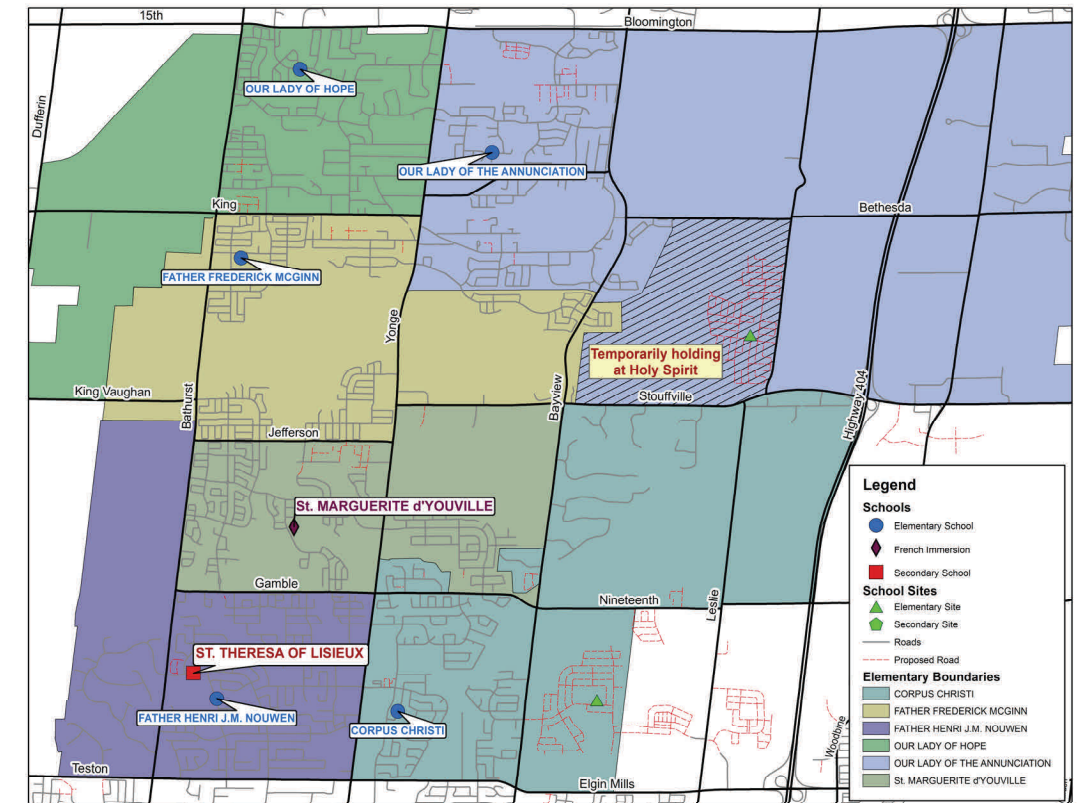 15th
Bloomington
Dufferin
OUR LADY OF HOPE
OUR LADY OF THE ANNUNCIATION
King
Bethesda
FATHER FREDERICK MCGINN
Yonge
Temporarily holding
at Holy Spirit
King Vaughan
Bathurst
Bayview
Stouffville
Highway 404
Jefferson
St. MARGUERITE d'YOUVILLE
Gamble
Nineteenth
Leslie
ST. THERESA OF LISIEUX
FATHER HENRI J.M. NOUWEN
CORPUS CHRISTI
Woodbine
Teston
Elgin Mills
Legend
Schools
Elementary School
French Immersion
Secondary School
School Sites
Elementary Site
Secondary Site
Roads
Proposed Road
Elementary Boundaries
CORPUS CHRISTI
FATHER FREDERICK MCGINN
FATHER HENRI J.M. NOUWEN
OUR LADY OF HOPE
OUR LADY OF THE ANNUNCIATION
St. MARGUERITE d'YOUVILLE